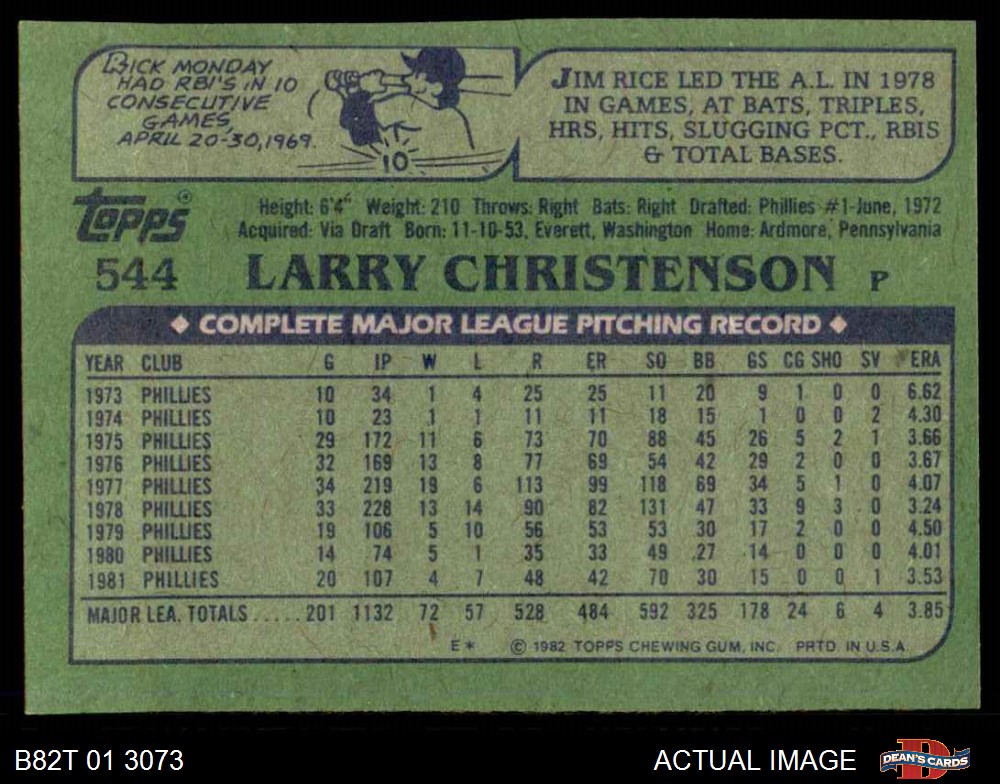 RICK MONDAY
HAD RBI'S IN 10
CONSECUTIVE
GAMES,
APRIL 20-30, 1969.
10
JIM RICE LED THE A.L. IN 1978
IN GAMES, AT BATS, TRIPLES,
HRS, HITS, SLUGGING PCT., RBIS
& TOTAL BASES.
TOPPS®
Height: 6'4" Weight: 210 Throws: Right Bats: Right Drafted: Phillies #1-June, 1972
Acquired: Via Draft Born: 11-10-53, Everett, Washington Home: Ardmore, Pennsylvania
544 LARRY CHRISTENSON P
◆ COMPLETE MAJOR LEAGUE PITCHING RECORD ◆
YEAR CLUB G IP W L R ER SO BB GS CG SHO SV ERA
1973 PHILLIES 10 34 1 4 25 25 11 20 9 1 0 0 6.62
1974 PHILLIES 10 23 1 1 11 11 18 15 1 0 0 2 4.30
1975 PHILLIES 29 172 11 6 73 70 88 45 26 5 2 1 3.66
1976 PHILLIES 32 169 13 8 77 69 54 42 29 2 0 0 3.67
1977 PHILLIES 34 219 19 6 113 99 118 69 34 5 1 0 4.07
1978 PHILLIES 33 228 13 14 90 82 131 47 33 9 3 0 3.24
1979 PHILLIES 19 106 5 10 56 53 53 30 17 2 0 0 4.50
1980 PHILLIES 14 74 5 1 35 33 49 27 14 0 0 0 4.01
1981 PHILLIES 20 107 4 7 48 42 70 30 15 0 0 1 3.53
MAJOR LEA. TOTALS ..... 201 1132 72 57 528 484 592 325 178 24 6 4 3.85
E* © 1982 TOPPS CHEWING GUM, INC. PRTD. IN U.S.A.
B82T 01 3073 ACTUAL IMAGE D DEAN'S CARDS